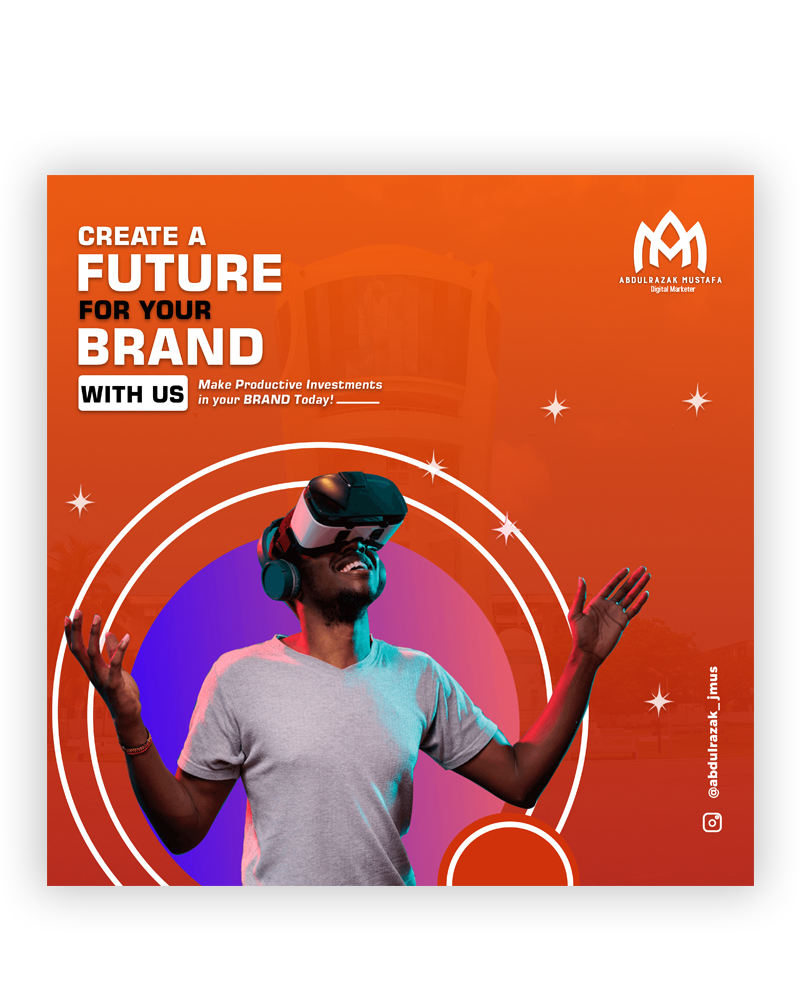 CREATE A
FUTURE
FOR YOUR
BRAND
WITH US
Make Productive Investments
in your BRAND Today!
ABDULRAZAK MUSTAFA
Digital Marketer
@abdulrazak_jmus